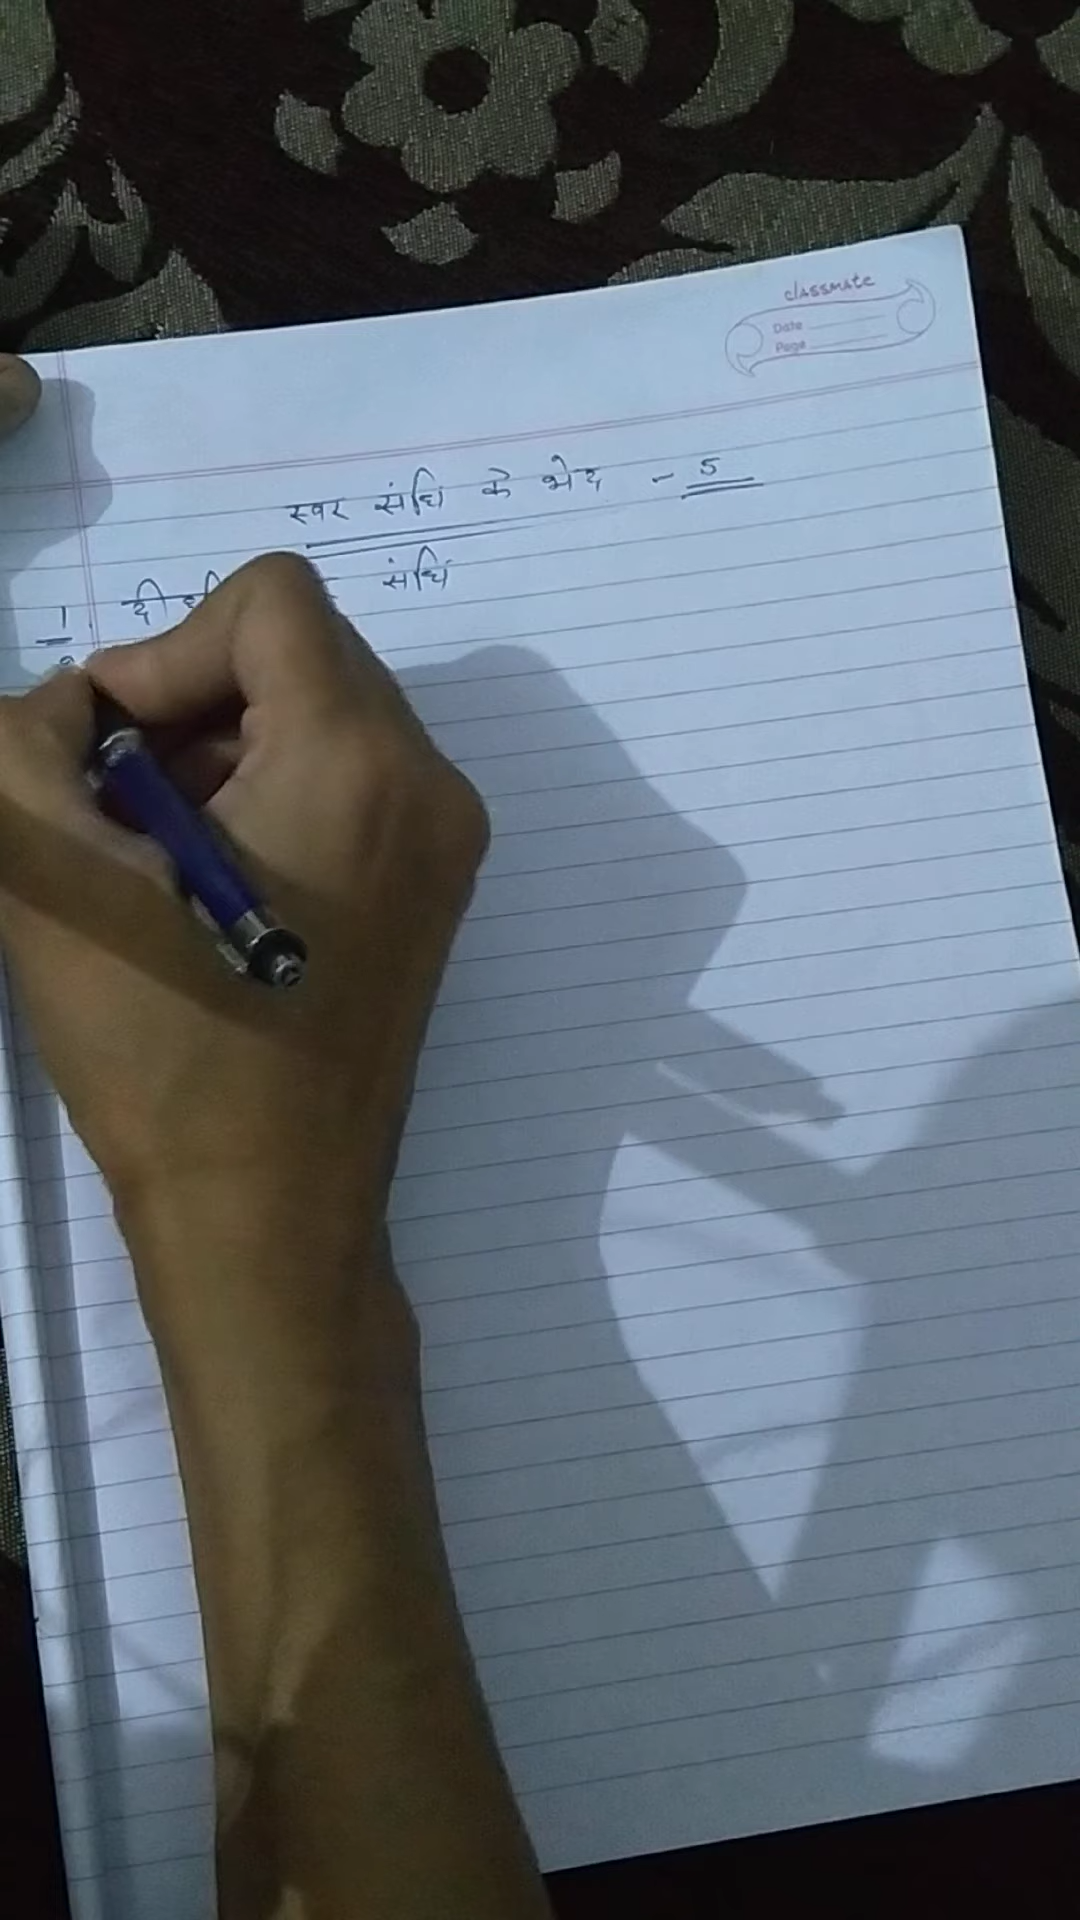 classmate
Date
Page
स्वर संधि के भेद - 5
1. संधि